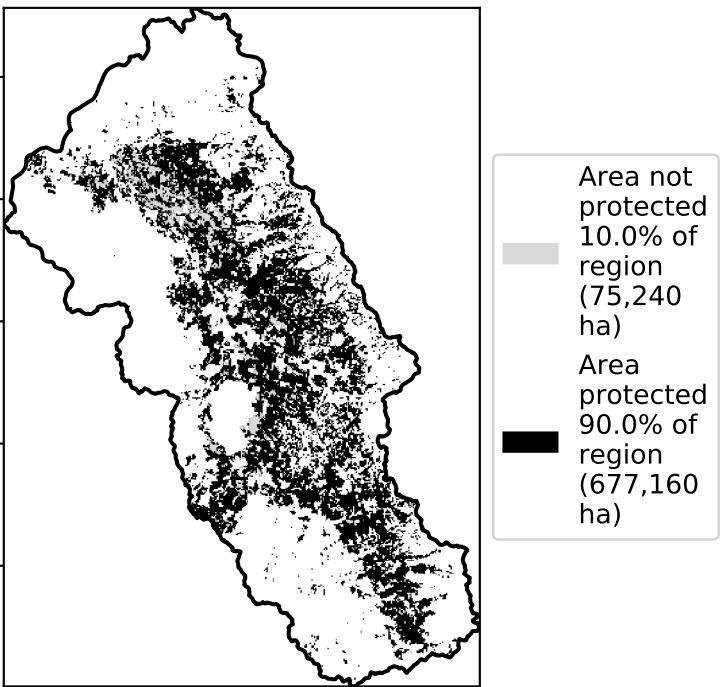 Area not
protected
10.0% of
region
(75,240
ha)
Area
protected
90.0% of
region
(677,160
ha)